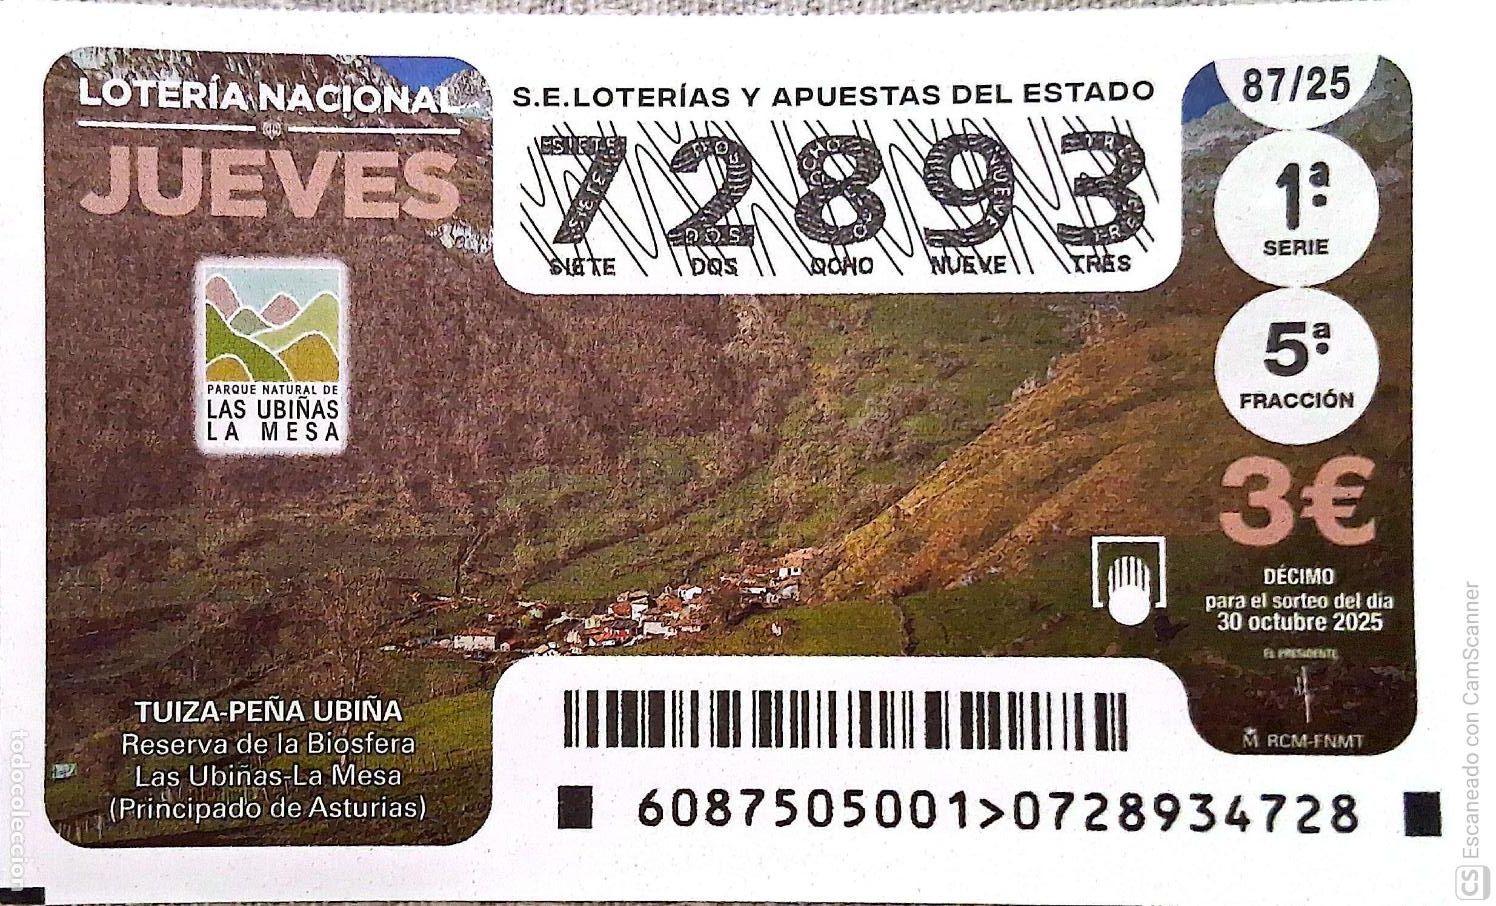 LOTERÍA NACIONAL
JUEVES
S.E.LOTERÍAS Y APUESTAS DEL ESTADO
72893
SIETE DOS OCHO NUEVE TRES
87/25
1ª
SERIE
5ª
FRACCIÓN
3€
DÉCIMO
para el sorteo del día
30 octubre 2025
EL PRESIDENTE
RCM-FNMT
PARQUE NATURAL DE
LAS UBIÑAS
LA MESA
TUIZA-PEÑA UBIÑA
Reserva de la Biosfera
Las Ubiñas-La Mesa
(Principado de Asturias)
6087505001>0728934728
todocoleccion
CS Escaneado con CamScanner